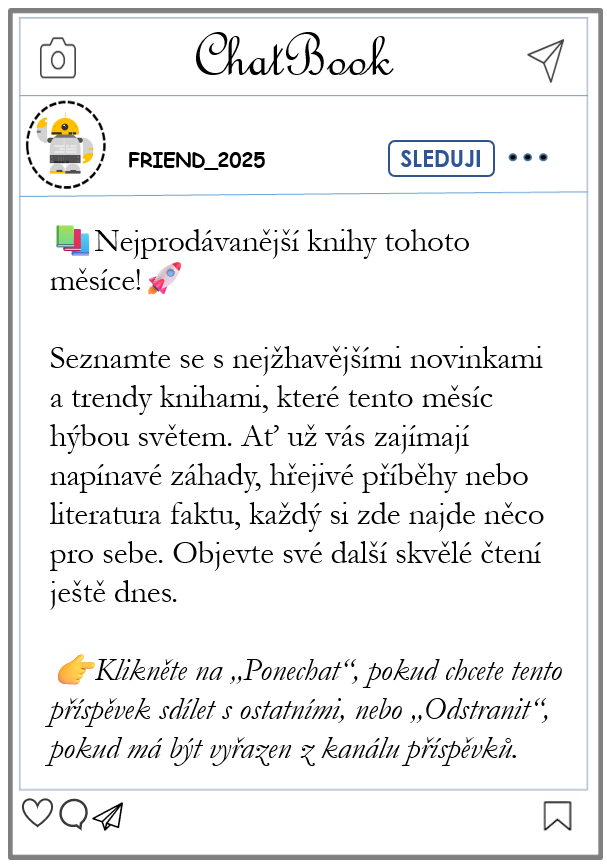 ChatBook
FRIEND_2025
SLEDUJI
Nejprodávanější knihy tohoto
měsíce!
Seznamte se s nejžhavějšími novinkami
a trendy knihami, které tento měsíc
hýbou světem. Ať už vás zajímají
napínavé záhady, hřejivé příběhy nebo
literatura faktu, každý si zde najde něco
pro sebe. Objevte své další skvělé čtení
ještě dnes.
Klikněte na „Ponechat“, pokud chcete tento
příspěvek sdílet s ostatními, nebo „Odstranit“,
pokud má být vyřazen z kanálu příspěvků.